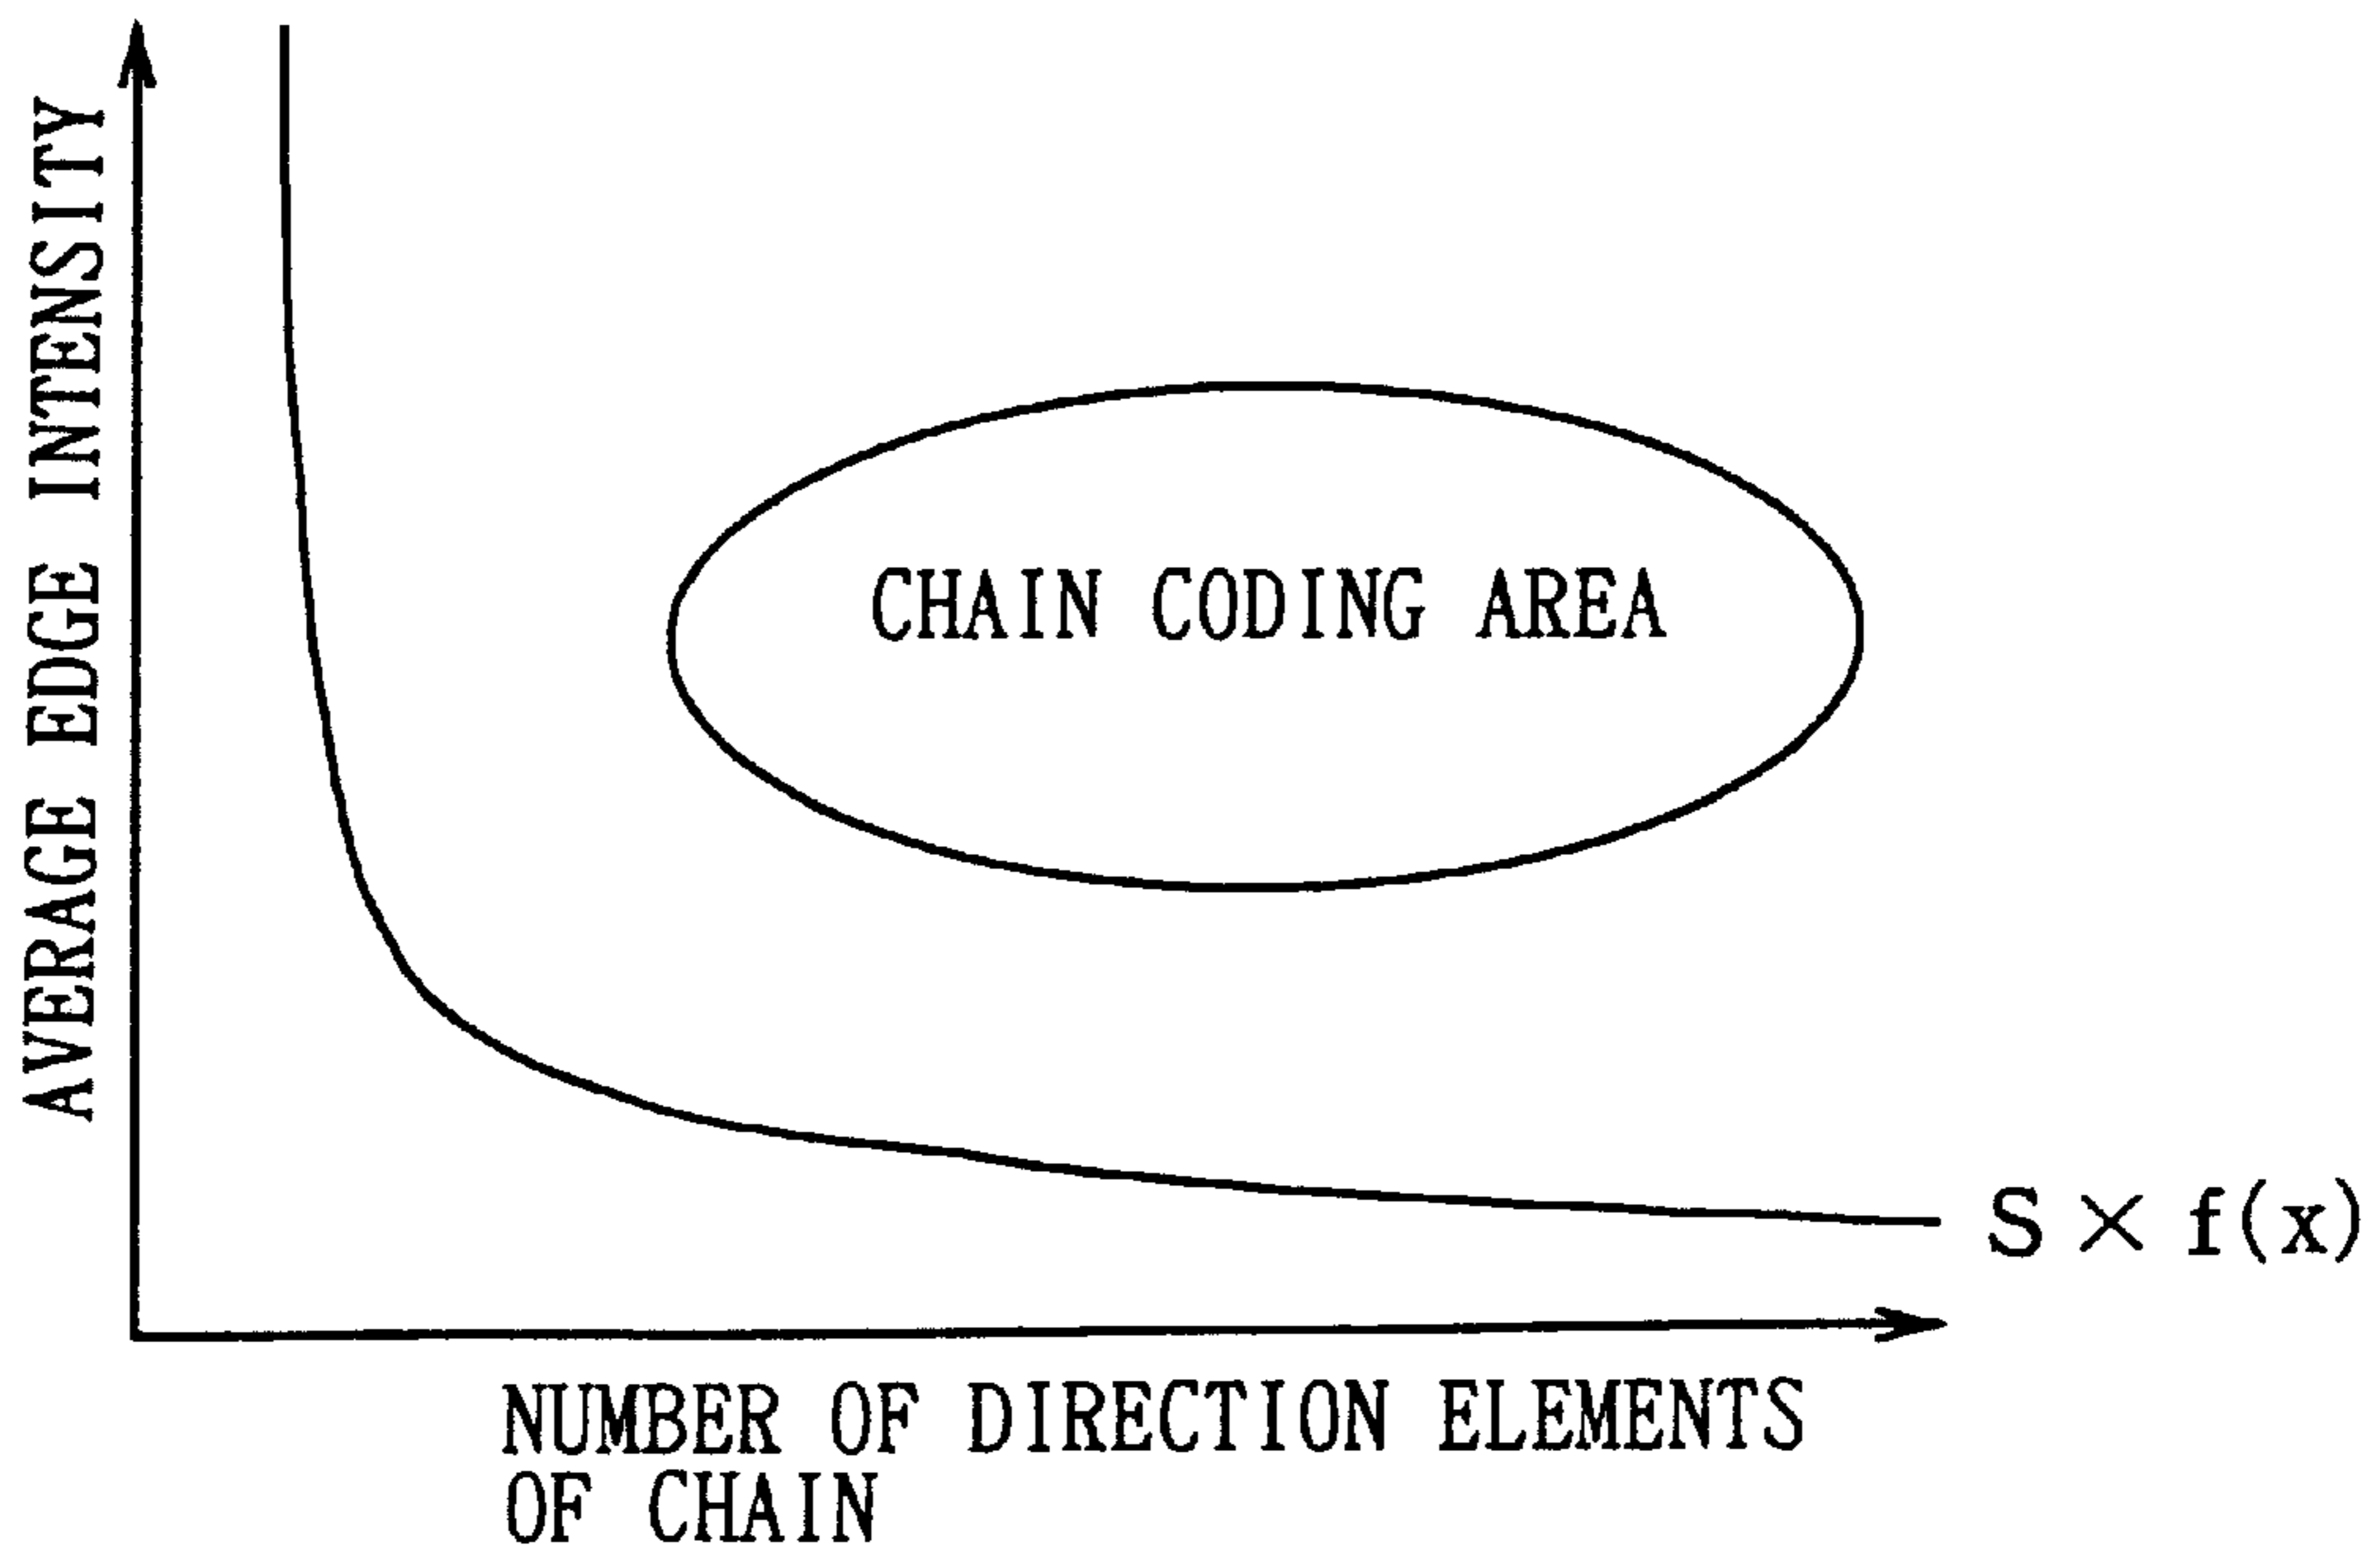 AVERAGE EDGE INTENSITY
CHAIN CODING AREA
S × f(x)
NUMBER OF DIRECTION ELEMENTS
OF CHAIN